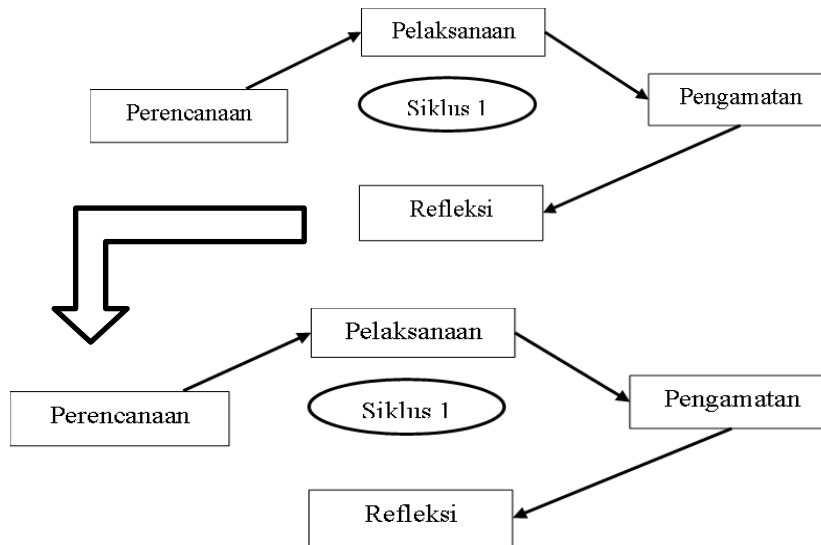 Pelaksanaan
Perencanaan
Siklus 1
Pengamatan
Refleksi
Pelaksanaan
Perencanaan
Siklus 1
Pengamatan
Refleksi